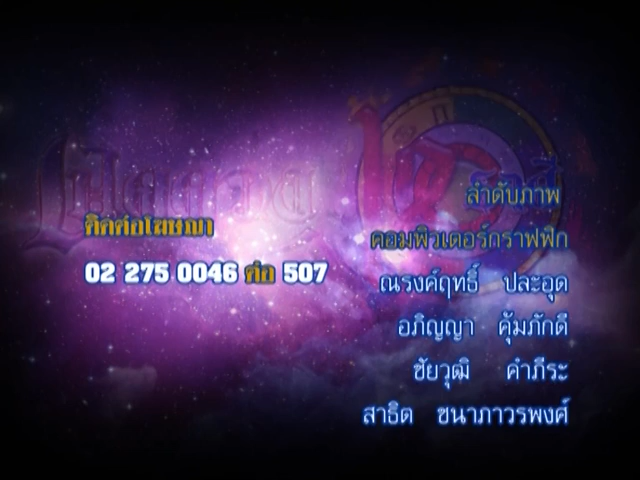 ติดต่อโฆษณา
02 275 0046 ต่อ 507
ลำดับภาพ
คอมพิวเตอร์กราฟฟิก
ณรงค์ฤทธิ์ ปละอุด
อภิญญา คุ้มภักดี
ชัยวุฒิ คำภีระ
สาธิต ชนาภาวรพงศ์